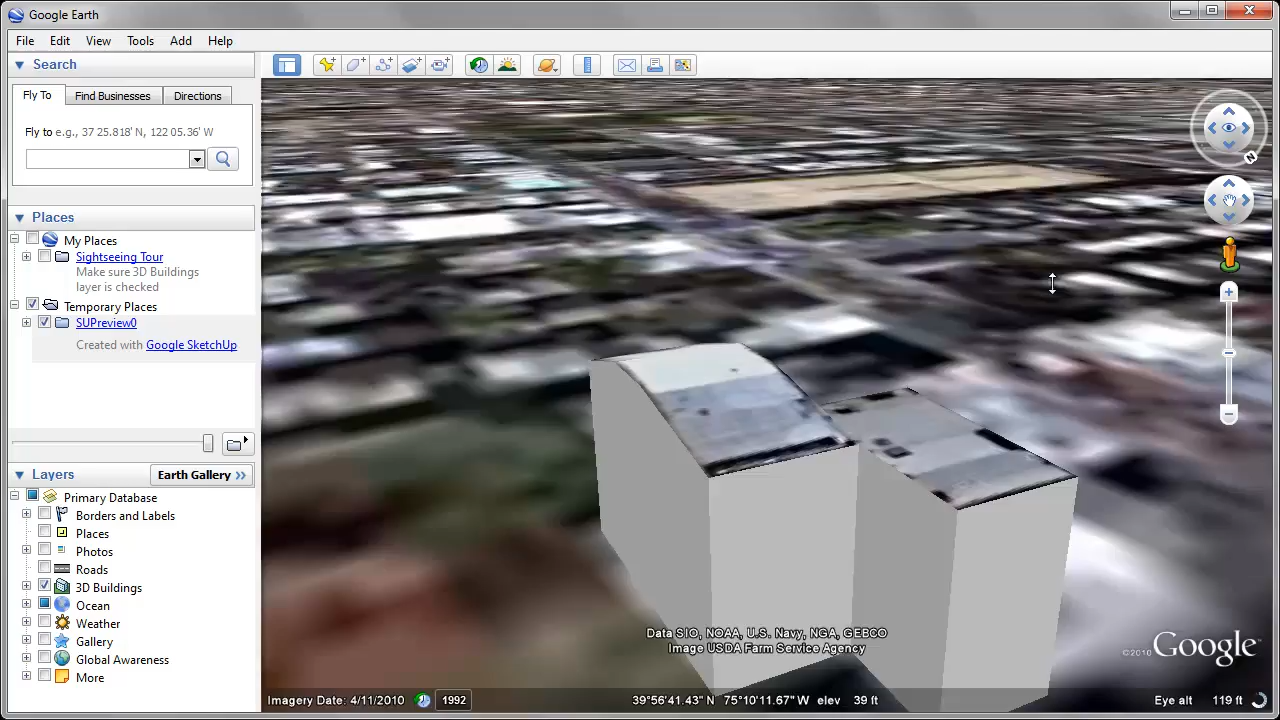 Google Earth
File Edit View Tools Add Help
Search
Fly To Find Businesses Directions
Fly to e.g., 37 25.818' N, 122 05.36' W
Places
My Places
Sightseeing Tour
Make sure 3D Buildings
layer is checked
Temporary Places
SUPreview0
Created with Google SketchUp
Layers
Earth Gallery >>
Primary Database
Borders and Labels
Places
Photos
Roads
3D Buildings
Ocean
Weather
Gallery
Global Awareness
More
Data SIO, NOAA, U.S. Navy, NGA, GEBCO
Image USDA Farm Service Agency
©2010 Google
Imagery Date: 4/11/2010 1992 39°56'41.43" N 75°10'11.67" W elev 39 ft Eye alt 119 ft